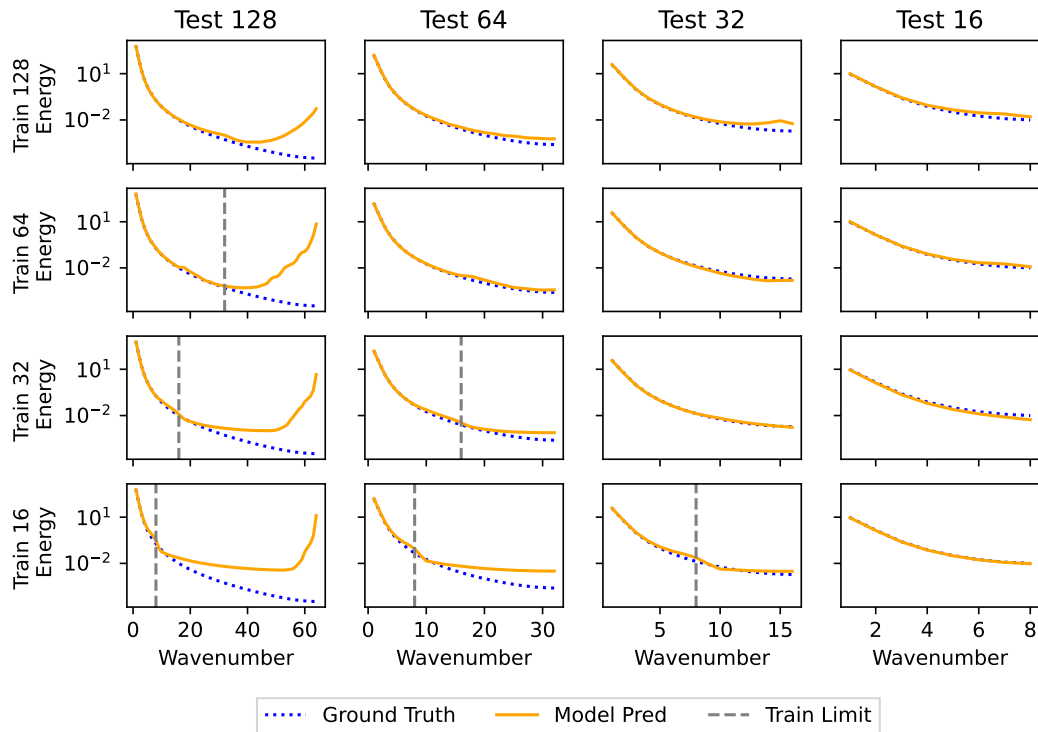 Test 128 Test 64 Test 32 Test 16
Train 128
Energy
10^1
10^-2
Train 64
Energy
10^1
10^-2
Train 32
Energy
10^1
10^-2
Train 16
Energy
10^1
10^-2
0 20 40 60 0 10 20 30 5 10 15 2 4 6 8
Wavenumber Wavenumber Wavenumber Wavenumber
Ground Truth Model Pred Train Limit